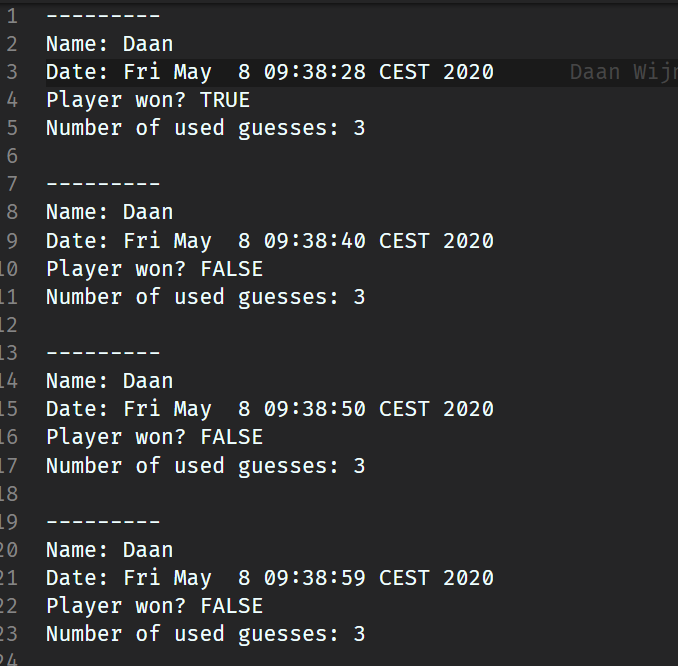 1 ---------
2 Name: Daan
3 Date: Fri May  8 09:38:28 CEST 2020 Daan
4 Player won? TRUE
5 Number of used guesses: 3
6
7 ---------
8 Name: Daan
9 Date: Fri May  8 09:38:40 CEST 2020
10 Player won? FALSE
11 Number of used guesses: 3
12
13 ---------
14 Name: Daan
15 Date: Fri May  8 09:38:50 CEST 2020
16 Player won? FALSE
17 Number of used guesses: 3
18
19 ---------
20 Name: Daan
21 Date: Fri May  8 09:38:59 CEST 2020
22 Player won? FALSE
23 Number of used guesses: 3
24